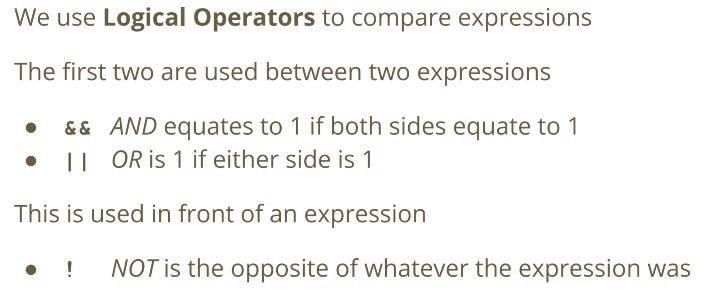 We use Logical Operators to compare expressions
The first two are used between two expressions
● && AND equates to 1 if both sides equate to 1
● || OR is 1 if either side is 1
This is used in front of an expression
● ! NOT is the opposite of whatever the expression was